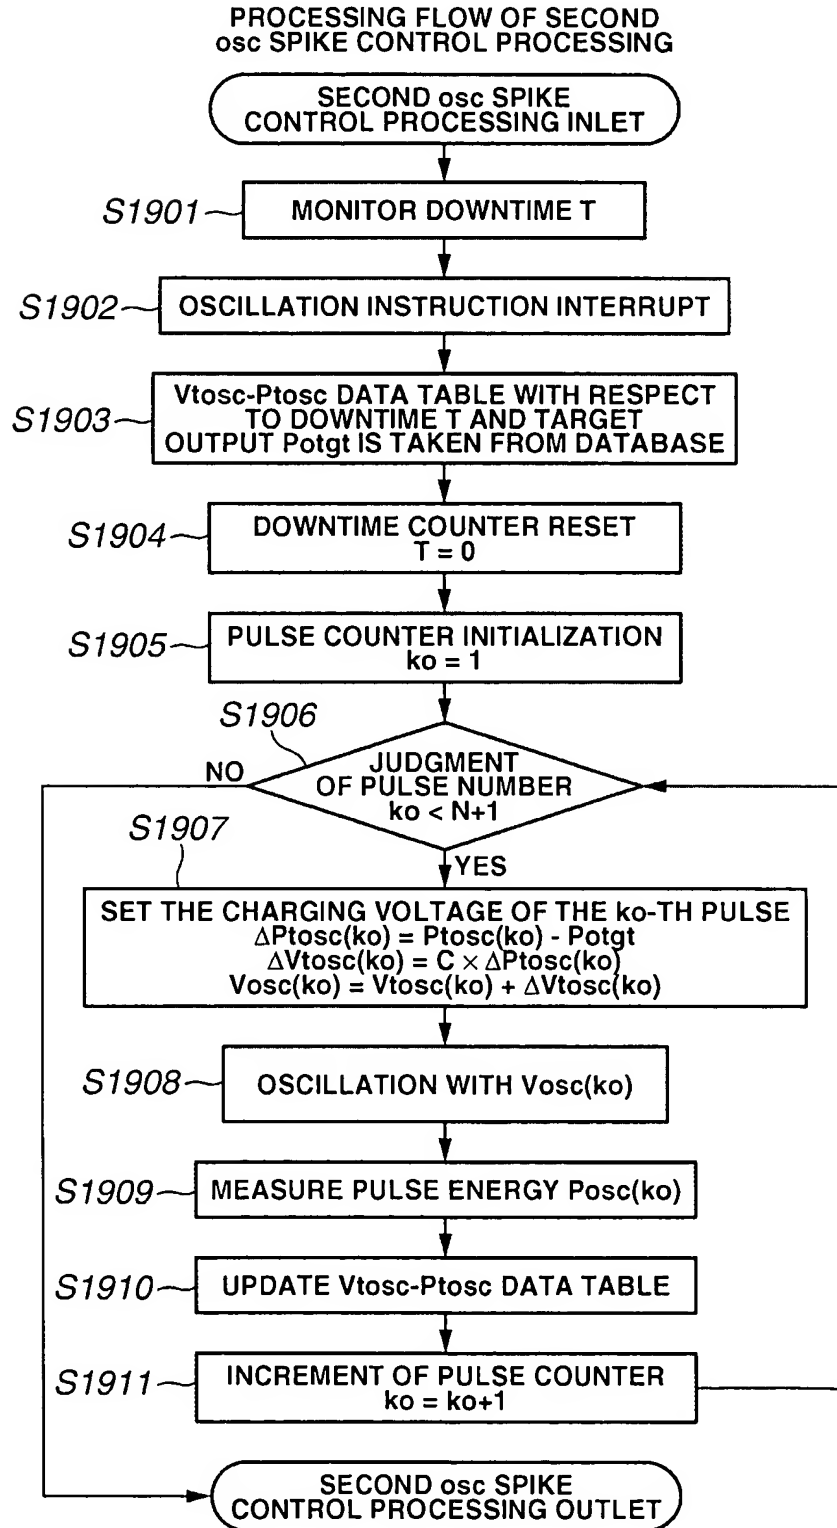 PROCESSING FLOW OF SECOND
osc SPIKE CONTROL PROCESSING
SECOND osc SPIKE
CONTROL PROCESSING INLET
S1901
MONITOR DOWNTIME T
S1902
OSCILLATION INSTRUCTION INTERRUPT
S1903
Vtosc-Ptosc DATA TABLE WITH RESPECT
TO DOWNTIME T AND TARGET
OUTPUT Potgt IS TAKEN FROM DATABASE
S1904
DOWNTIME COUNTER RESET
T = 0
S1905
PULSE COUNTER INITIALIZATION
ko = 1
S1906
JUDGMENT
OF PULSE NUMBER
ko < N+1
NO
YES
S1907
SET THE CHARGING VOLTAGE OF THE ko-TH PULSE
ΔPtosc(ko) = Ptosc(ko) - Potgt
ΔVtosc(ko) = C × ΔPtosc(ko)
Vosc(ko) = Vtosc(ko) + ΔVtosc(ko)
S1908
OSCILLATION WITH Vosc(ko)
S1909
MEASURE PULSE ENERGY Posc(ko)
S1910
UPDATE Vtosc-Ptosc DATA TABLE
S1911
INCREMENT OF PULSE COUNTER
ko = ko+1
SECOND osc SPIKE
CONTROL PROCESSING OUTLET